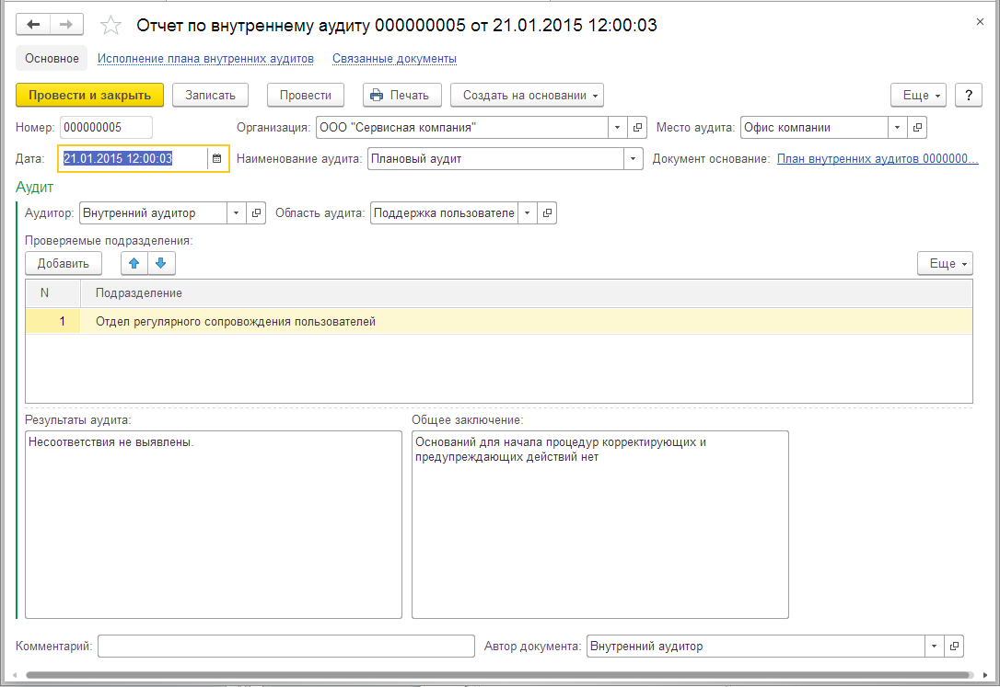 Отчет по внутреннему аудиту 000000005 от 21.01.2015 12:00:03
Основное Исполнение плана внутренних аудитов Связанные документы
Провести и закрыть Записать Провести Печать Создать на основании Еще ?
Номер: 000000005 Организация: ООО "Сервисная компания" Место аудита: Офис компании
Дата: 21.01.2015 12:00:03 Наименование аудита: Плановый аудит Документ основание: План внутренних аудитов 0000000...
Аудит
Аудитор: Внутренний аудитор Область аудита: Поддержка пользователе
Проверяемые подразделения:
Добавить Еще
N Подразделение
1 Отдел регулярного сопровождения пользователей
Результаты аудита: Общее заключение:
Несоответствия не выявлены. Оснований для начала процедур корректирующих и
предупреждающих действий нет
Комментарий: Автор документа: Внутренний аудитор